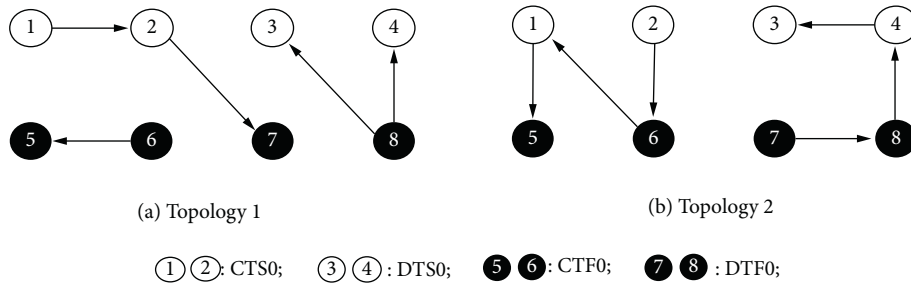 1 2 3 4 1 2 3 4
5 6 7 8 5 6 7 8
(a) Topology 1 (b) Topology 2
1 2 : CTS0; 3 4 : DTS0; 5 6 : CTF0; 7 8 : DTF0;